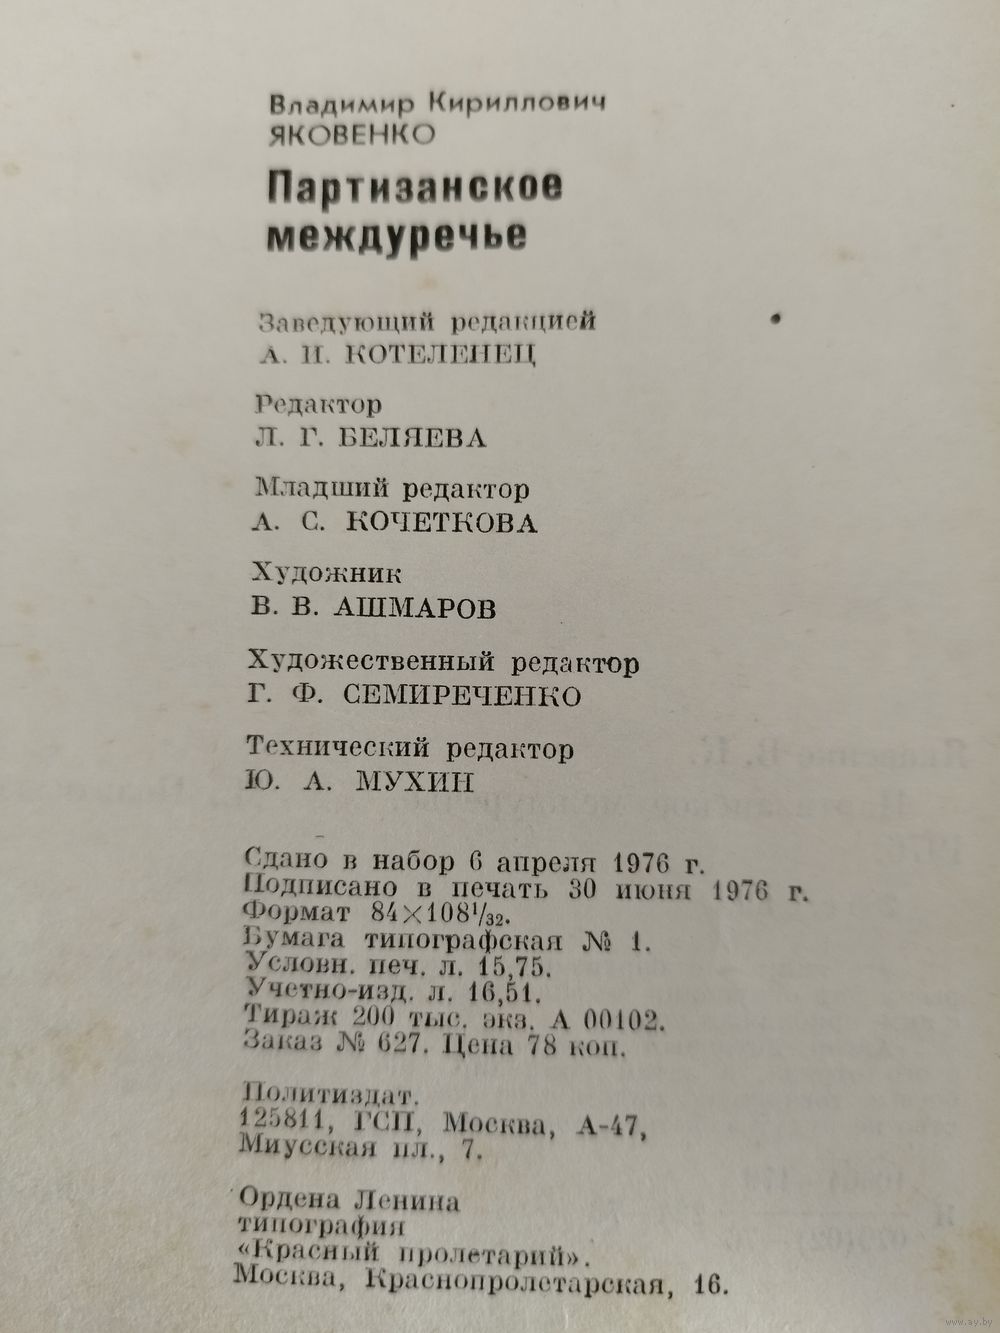 Владимир Кириллович
ЯКОВЕНКО
Партизанское
междуречье
Заведующий редакцией
А. И. КОТЕЛЕНЕЦ
Редактор
Л. Г. БЕЛЯЕВА
Младший редактор
А. С. КОЧЕТКОВА
Художник
В. В. АШМАРОВ
Художественный редактор
Г. Ф. СЕМИРЕЧЕНКО
Технический редактор
Ю. А. МУХИН
Сдано в набор 6 апреля 1976 г.
Подписано в печать 30 июня 1976 г.
Формат 84×108¹/₃₂.
Бумага типографская № 1.
Условн. печ. л. 15,75.
Учетно-изд. л. 16,51.
Тираж 200 тыс. экз. А 00102.
Заказ № 627. Цена 78 коп.
Политиздат.
125811, ГСП, Москва, А-47,
Миусская пл., 7.
Ордена Ленина
типография
«Красный пролетарий».
Москва, Краснопролетарская, 16.
www.ay.by